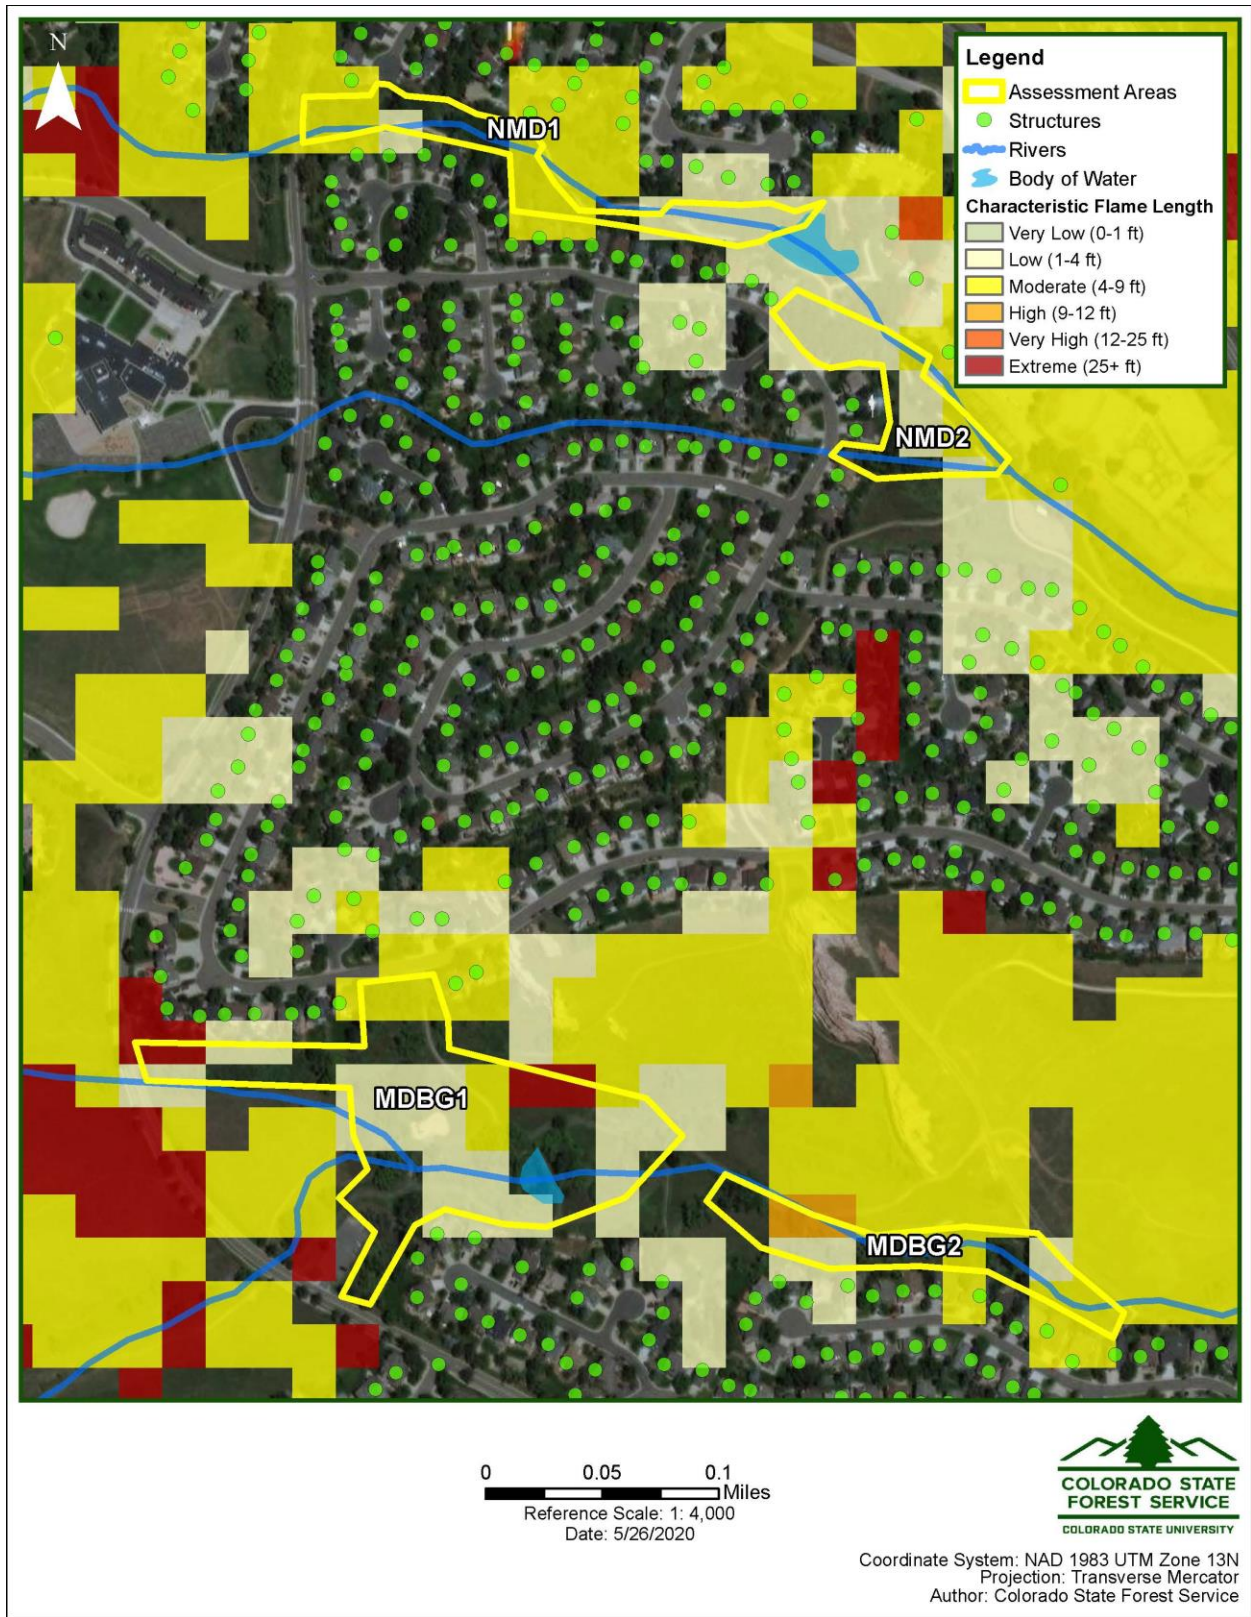 N
Legend
Assessment Areas
Structures
Rivers
Body of Water
Characteristic Flame Length
Very Low (0-1 ft)
Low (1-4 ft)
Moderate (4-9 ft)
High (9-12 ft)
Very High (12-25 ft)
Extreme (25+ ft)
NMD1
NMD2
MDBG1
MDBG2
0 0.05 0.1
Miles
Reference Scale: 1: 4,000
Date: 5/26/2020
COLORADO STATE
FOREST SERVICE
COLORADO STATE UNIVERSITY
Coordinate System: NAD 1983 UTM Zone 13N
Projection: Transverse Mercator
Author: Colorado State Forest Service